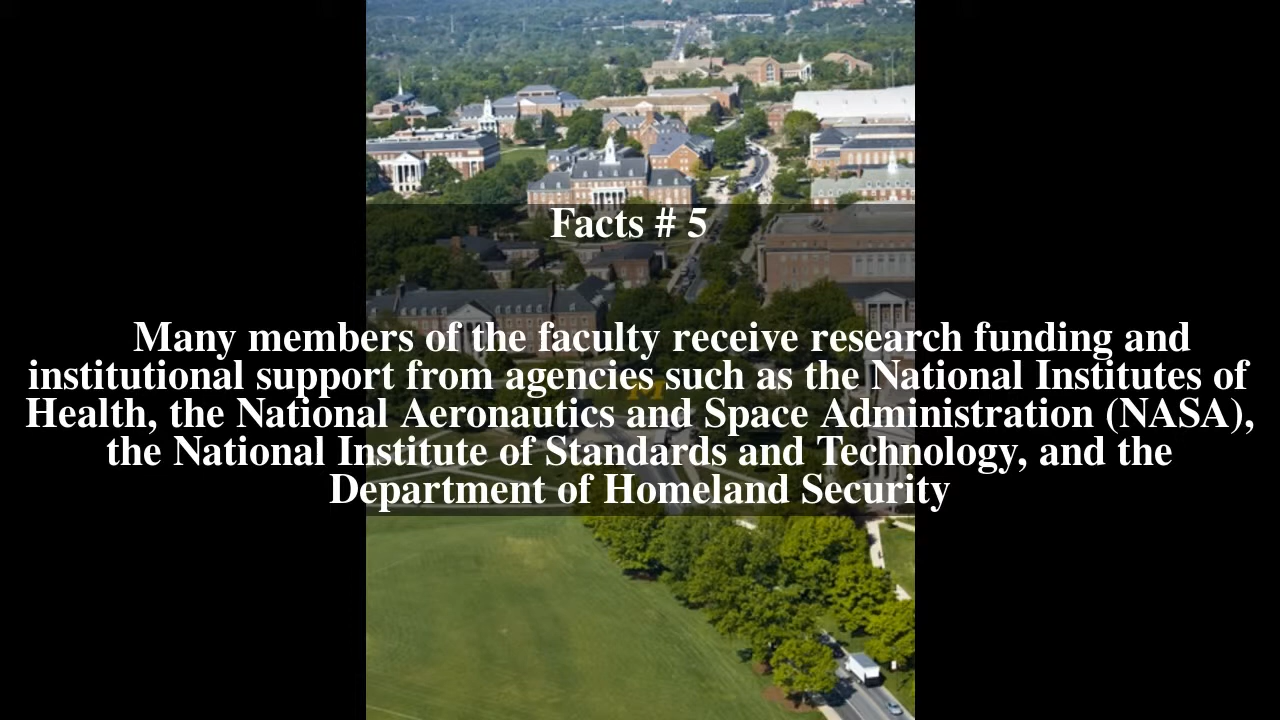 Facts # 5
Many members of the faculty receive research funding and
institutional support from agencies such as the National Institutes of
Health, the National Aeronautics and Space Administration (NASA),
the National Institute of Standards and Technology, and the
Department of Homeland Security
M